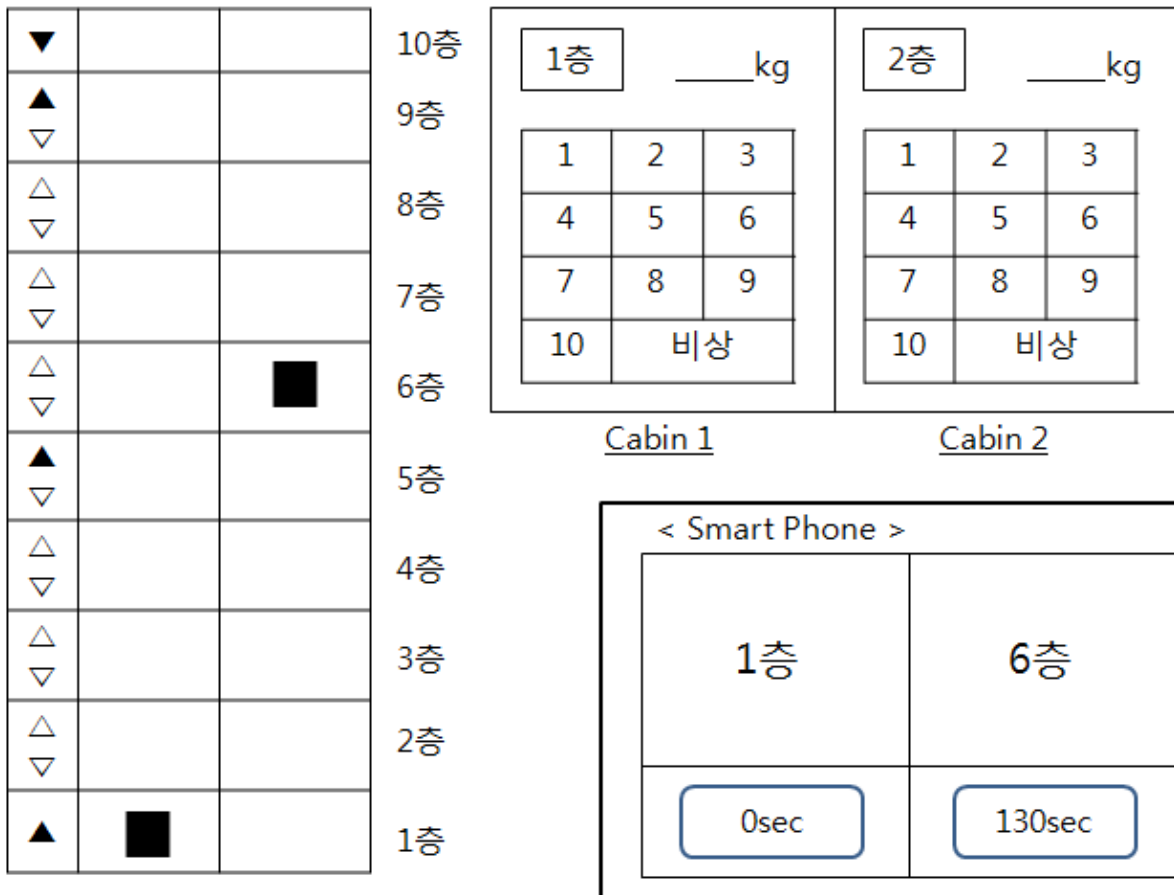 ▼ 10층
▲ ▽ 9층
△ ▽ 8층
△ ▽ 7층
△ ▽ 6층
▲ ▽ 5층
△ ▽ 4층
△ ▽ 3층
△ ▽ 2층
▲ 1층
1층 ____kg
1 2 3
4 5 6
7 8 9
10 비상
Cabin 1
2층 ____kg
1 2 3
4 5 6
7 8 9
10 비상
Cabin 2
< Smart Phone >
1층 6층
0sec 130sec